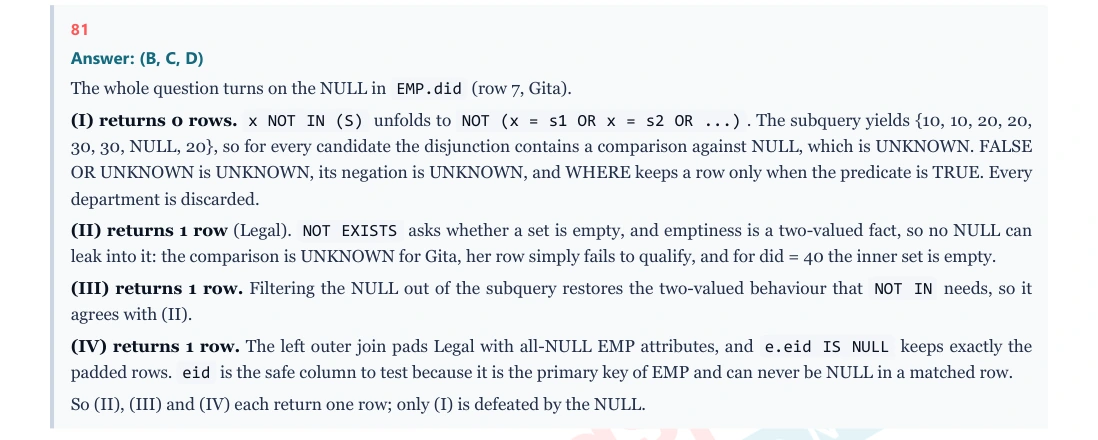 81
Answer: (B, C, D)
The whole question turns on the NULL in EMP.did (row 7, Gita).
(I) returns 0 rows. x NOT IN (S) unfolds to NOT (x = s1 OR x = s2 OR ...). The subquery yields {10, 10, 20, 20,
30, 30, NULL, 20}, so for every candidate the disjunction contains a comparison against NULL, which is UNKNOWN. FALSE
OR UNKNOWN is UNKNOWN, its negation is UNKNOWN, and WHERE keeps a row only when the predicate is TRUE. Every
department is discarded.
(II) returns 1 row (Legal). NOT EXISTS asks whether a set is empty, and emptiness is a two-valued fact, so no NULL can
leak into it: the comparison is UNKNOWN for Gita, her row simply fails to qualify, and for did = 40 the inner set is empty.
(III) returns 1 row. Filtering the NULL out of the subquery restores the two-valued behaviour that NOT IN needs, so it
agrees with (II).
(IV) returns 1 row. The left outer join pads Legal with all-NULL EMP attributes, and e.eid IS NULL keeps exactly the
padded rows. eid is the safe column to test because it is the primary key of EMP and can never be NULL in a matched row.
So (II), (III) and (IV) each return one row; only (I) is defeated by the NULL.